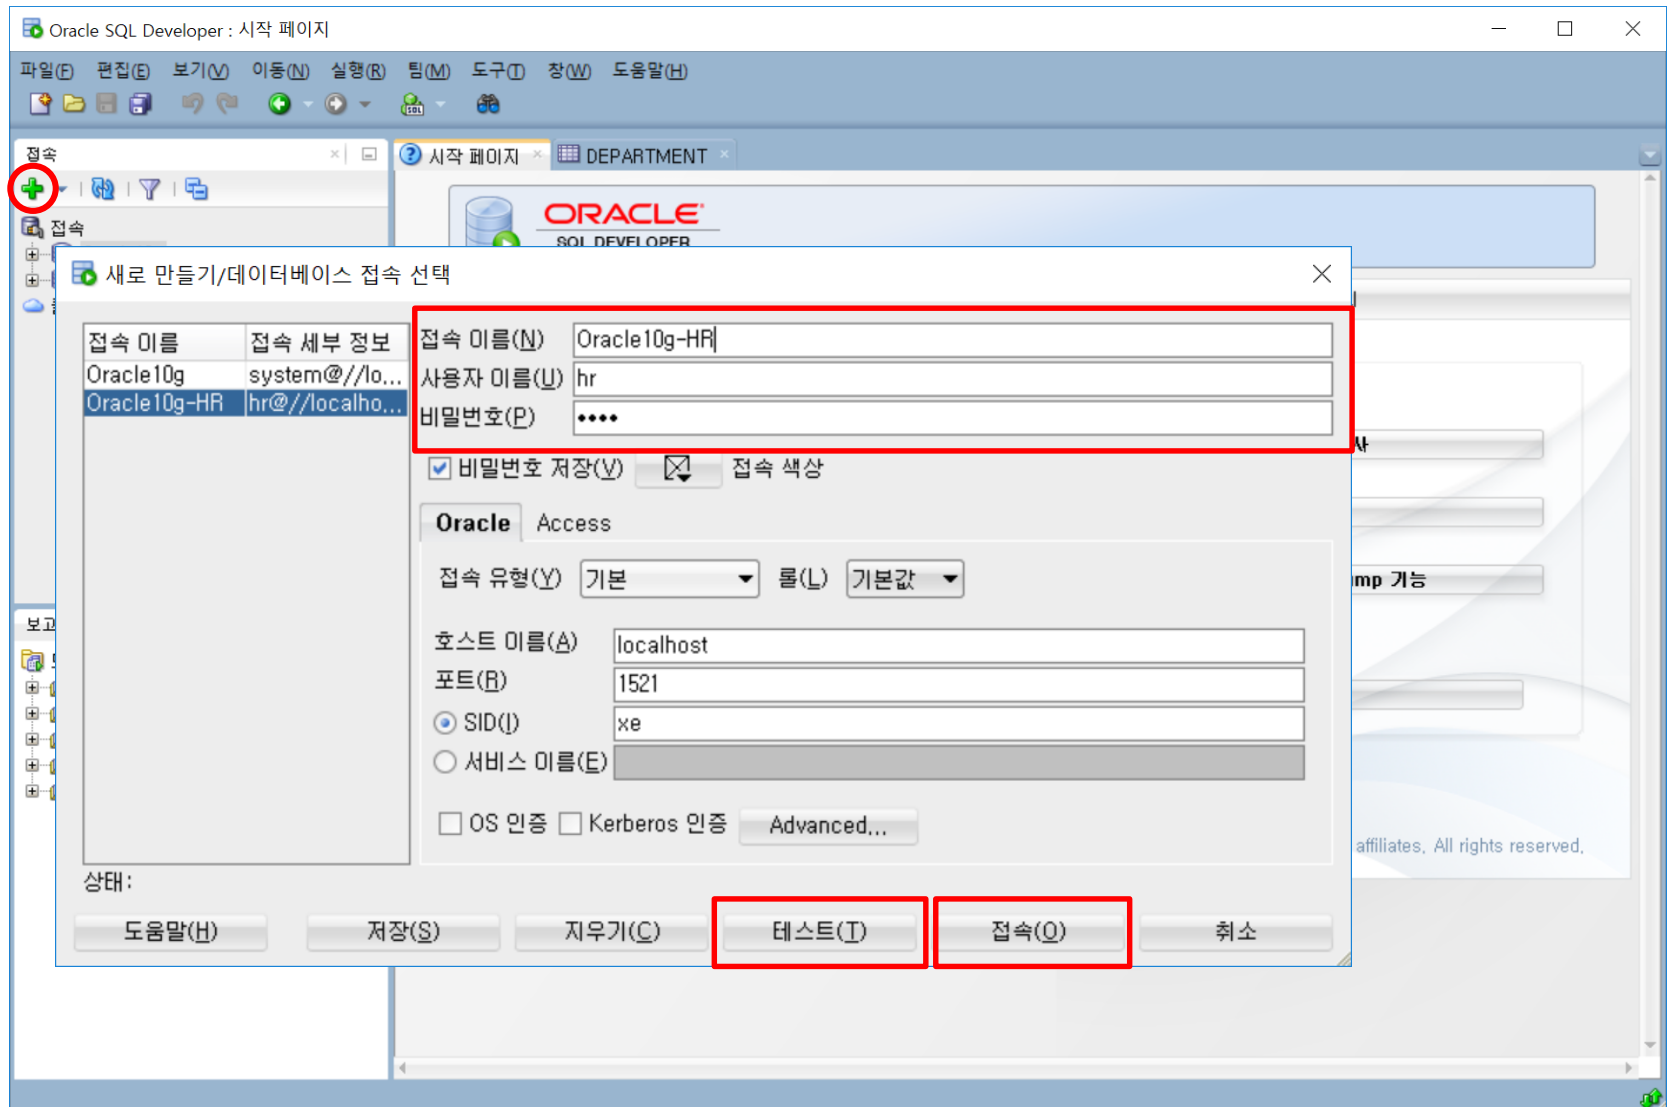 Oracle SQL Developer : 시작 페이지
파일(F) 편집(E) 보기(V) 이동(N) 실행(R) 팀(M) 도구(T) 창(W) 도움말(H)
SQL
접속
시작 페이지
DEPARTMENT
접속
ORACLE
SQL DEVELOPER
새로 만들기/데이터베이스 접속 선택
접속 이름 접속 세부 정보
Oracle10g system@//lo...
Oracle10g-HR hr@//localho...
접속 이름(N) Oracle10g-HR
사용자 이름(U) hr
비밀번호(P) ••••
비밀번호 저장(V) 접속 색상
Oracle Access
접속 유형(Y) 기본 롤(L) 기본값
호스트 이름(A) localhost
포트(R) 1521
SID(I) xe
서비스 이름(E)
OS 인증 Kerberos 인증 Advanced...
상태:
도움말(H) 저장(S) 지우기(C) 테스트(T) 접속(O) 취소
기능
보고
affiliates, All rights reserved.